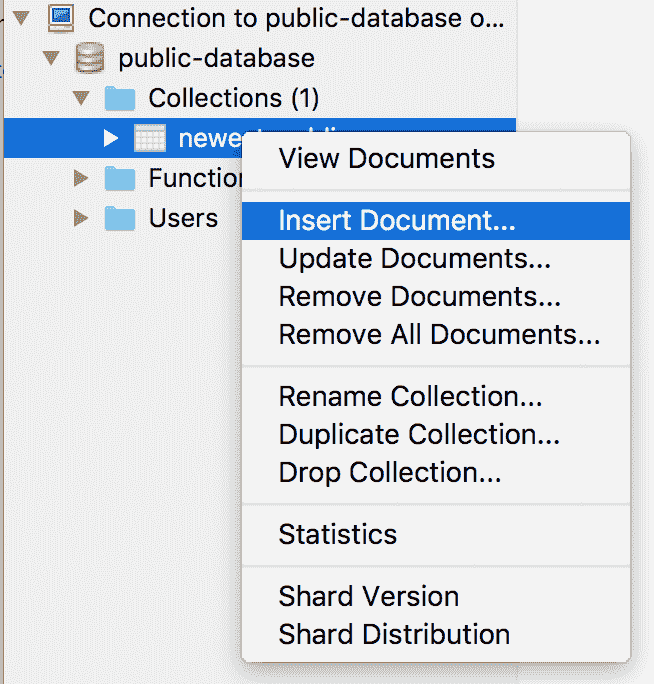 Connection to public-database o...
public-database
Collections (1)
View Documents
Insert Document...
Update Documents...
Users
Remove Documents...
Remove All Documents...
Rename Collection...
Duplicate Collection...
Drop Collection...
Statistics
Shard Version
Shard Distribution